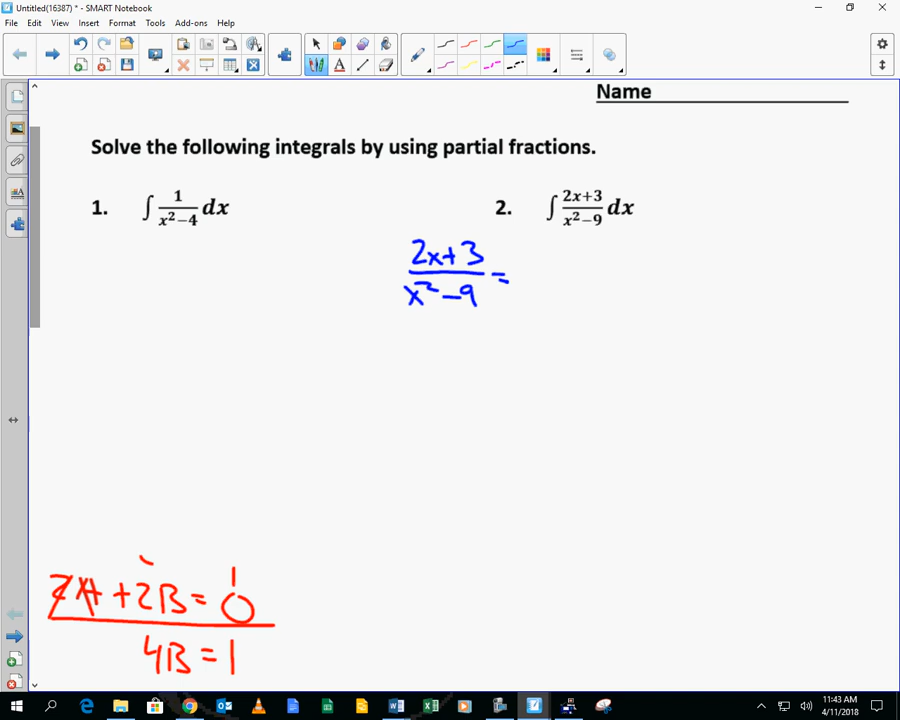 Untitled(16387) * - SMART Notebook
File Edit View Insert Format Tools Add-ons Help
Name
Solve the following integrals by using partial fractions.
1. ∫ 1/(x²−4) dx 2. ∫ (2x+3)/(x²−9) dx
2x+3
x²−9 =
2A + 2B = 0
4B = 1
11:43 AM
4/11/2018